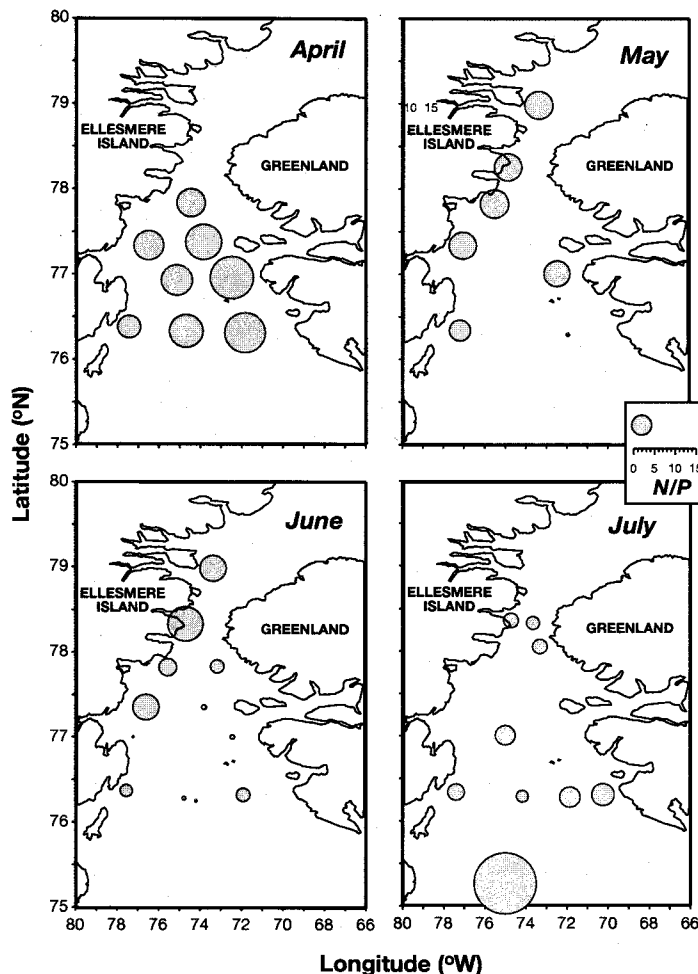 80
April
May
79
10 15
ELLESMERE
ISLAND
ELLESMERE
ISLAND
GREENLAND
GREENLAND
78
77
76
75
Latitude (ºN)
0 5 10 15
N/P
80
June
July
79
ELLESMERE
ISLAND
ELLESMERE
ISLAND
GREENLAND
GREENLAND
78
77
76
75
80 78 76 74 72 70 68 66
80 78 76 74 72 70 68 66
Longitude (ºW)